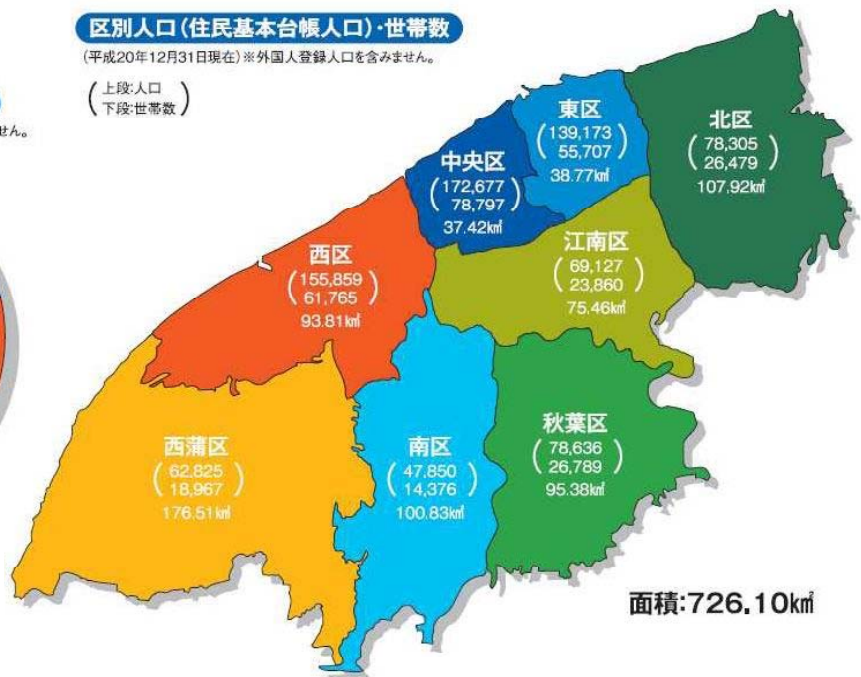 区別人口(住民基本台帳人口)・世帯数
(平成20年12月31日現在)※外国人登録人口を含みません。
(上段:人口
下段:世帯数)
せん。
東区
(139,173
55,707)
38.77k㎡
北区
(78,305
26,479)
107.92k㎡
中央区
(172,677
78,797)
37.42k㎡
江南区
(69,127
23,860)
75.46k㎡
西区
(155,859
61,765)
93.81k㎡
秋葉区
(78,636
26,789)
95.38k㎡
西蒲区
(62,825
18,967)
176.51k㎡
南区
(47,850
14,376)
100.83k㎡
面積:726.10k㎡